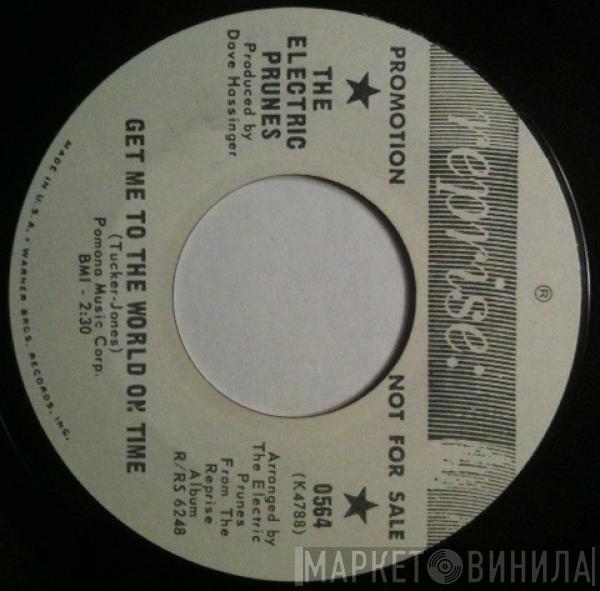 reprise:
®
PROMOTION
NOT FOR SALE
THE
ELECTRIC
PRUNES
Produced by
Dave Hassinger
0564
(K4788)
Arranged by
The Electric
Prunes
From The
Reprise
Album
R/RS 6248
GET ME TO THE WORLD ON TIME
(Tucker-Jones)
Pomona Music Corp.
BMI - 2:30
MADE IN U.S.A. • WARNER BROS. RECORDS, INC.
МАРКЕТ ВИНИЛА